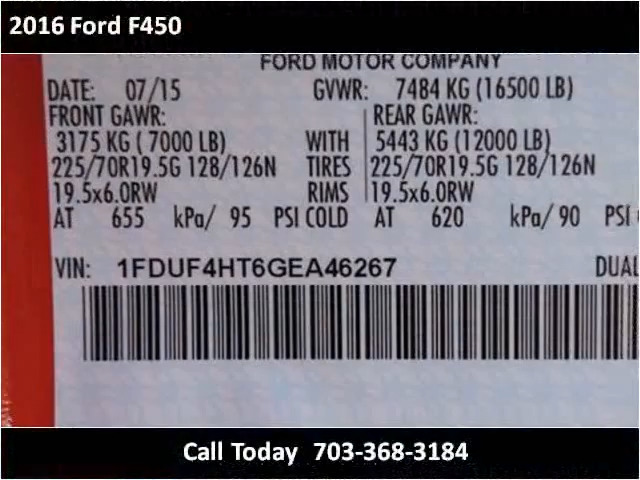 2016 Ford F450
FORD MOTOR COMPANY
DATE: 07/15 GVWR: 7484 KG (16500 LB)
FRONT GAWR: REAR GAWR:
3175 KG ( 7000 LB) WITH 5443 KG (12000 LB)
225/70R19.5G 128/126N TIRES 225/70R19.5G 128/126N
19.5x6.0RW RIMS 19.5x6.0RW
AT 655 kPa/ 95 PSI COLD AT 620 kPa/ 90 PSI
VIN: 1FDUF4HT6GEA46267 DUAL
Call Today 703-368-3184